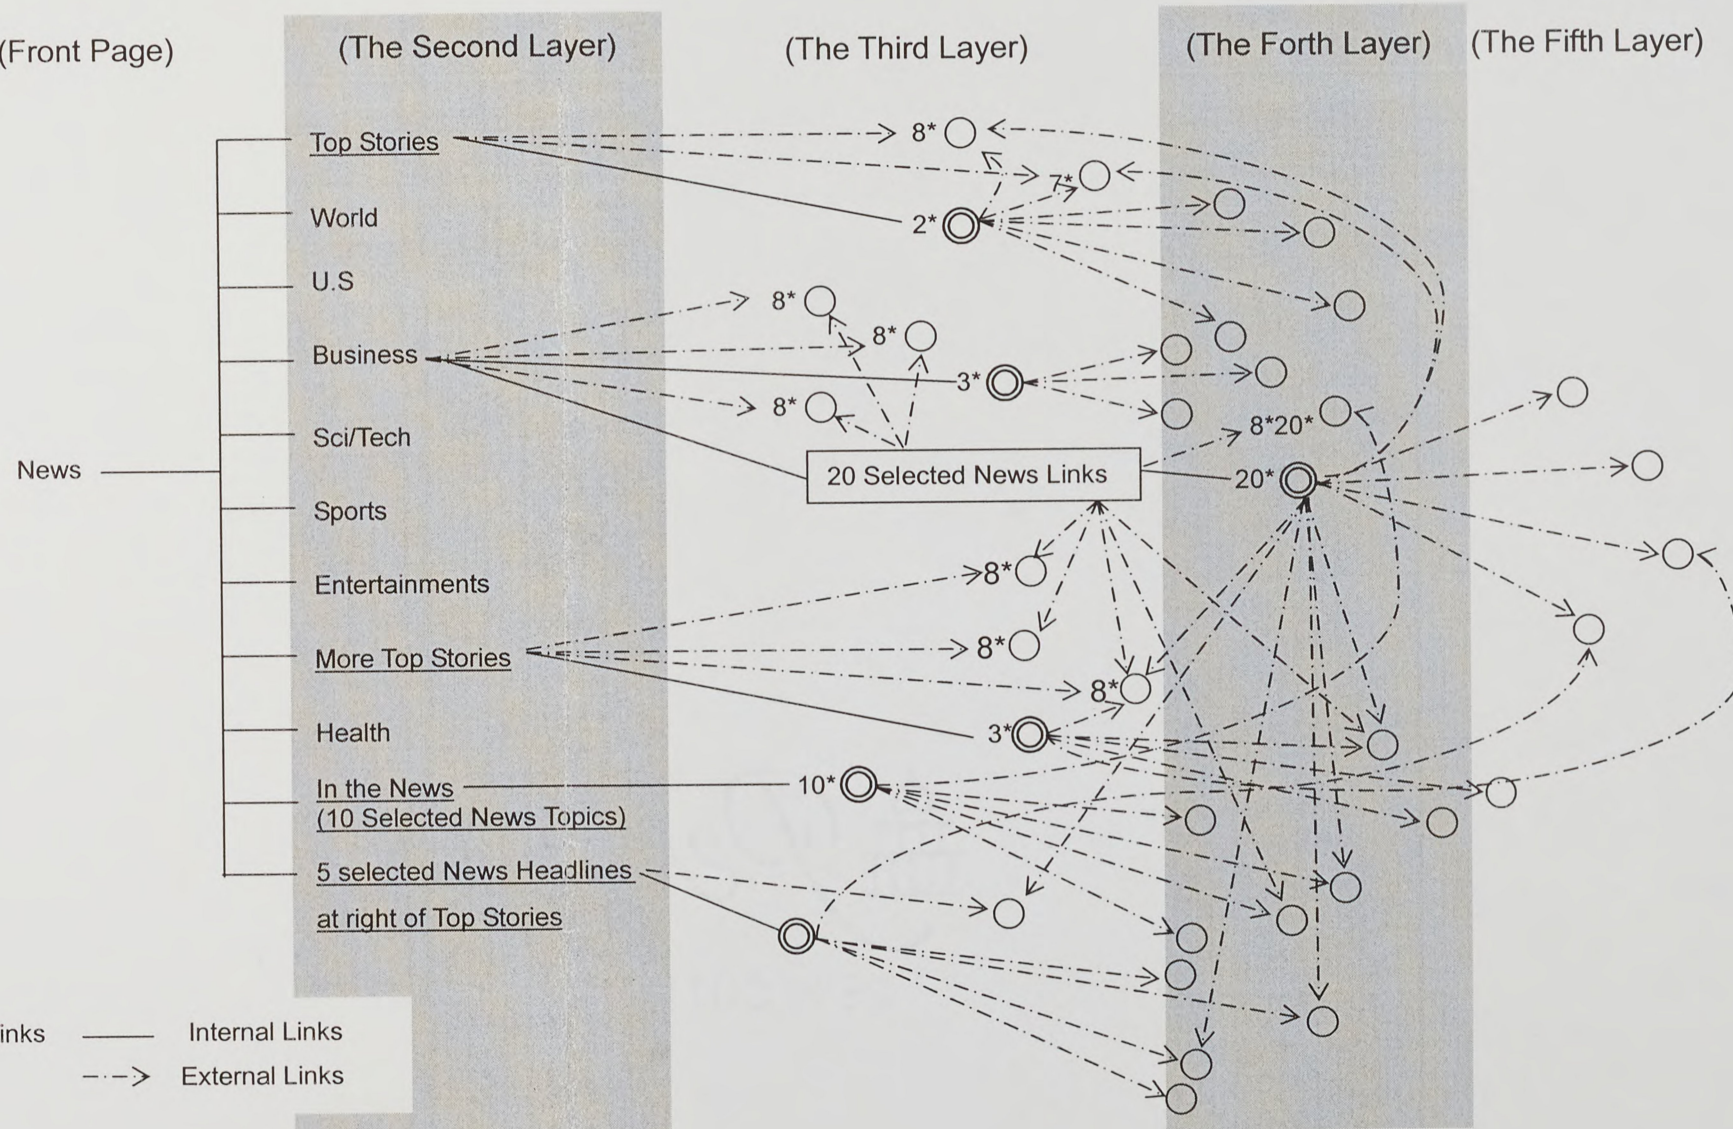 (Front Page)
(The Second Layer)
(The Third Layer)
(The Forth Layer)
(The Fifth Layer)
News
Top Stories
World
U.S
Business
Sci/Tech
Sports
Entertainments
More Top Stories
Health
In the News
(10 Selected News Topics)
5 selected News Headlines
at right of Top Stories
8*
7*
2*
8*
8*
3*
8*
8*20*
20 Selected News Links
20*
8*
8*
8*
3*
10*
inks
Internal Links
External Links